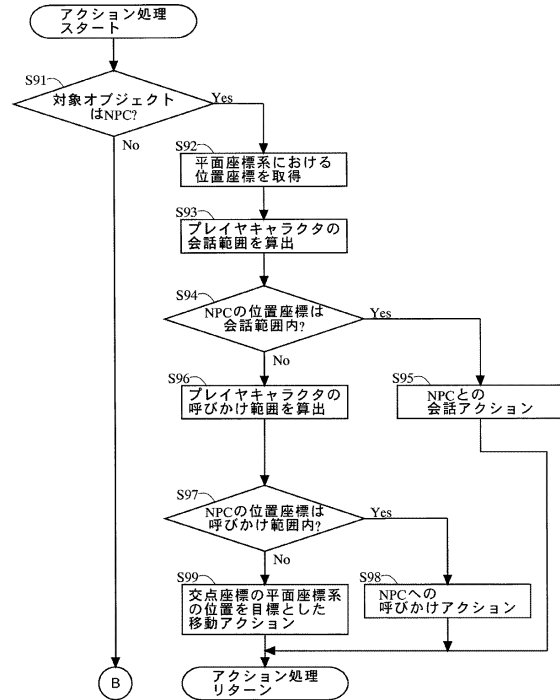 アクション処理
スタート
S91
対象オブジェクト
はNPC?
Yes
No
S92
平面座標系における
位置座標を取得
S93
プレイヤキャラクタの
会話範囲を算出
S94
NPCの位置座標は
会話範囲内?
Yes
No
S95
NPCとの
会話アクション
S96
プレイヤキャラクタの
呼びかけ範囲を算出
S97
NPCの位置座標は
呼びかけ範囲内?
Yes
No
S98
NPCへの
呼びかけアクション
S99
交点座標の平面座標系
の位置を目標とした
移動アクション
B
アクション処理
リターン